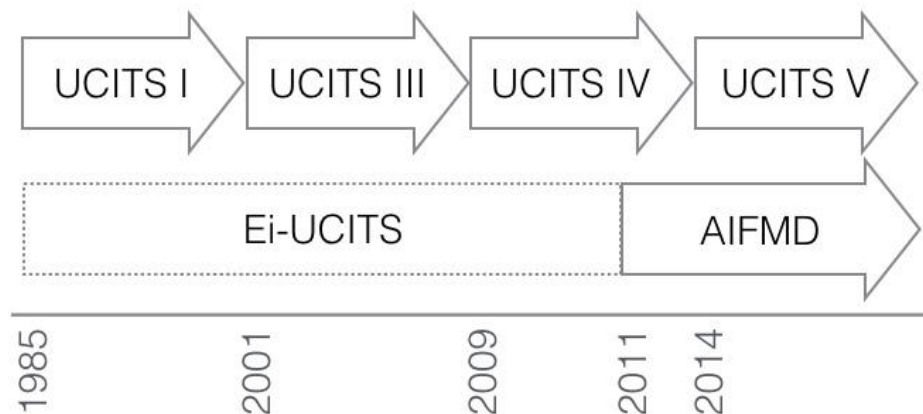 UCITS I UCITS III UCITS IV UCITS V
Ei-UCITS AIFMD
1985 2001 2009 2011 2014